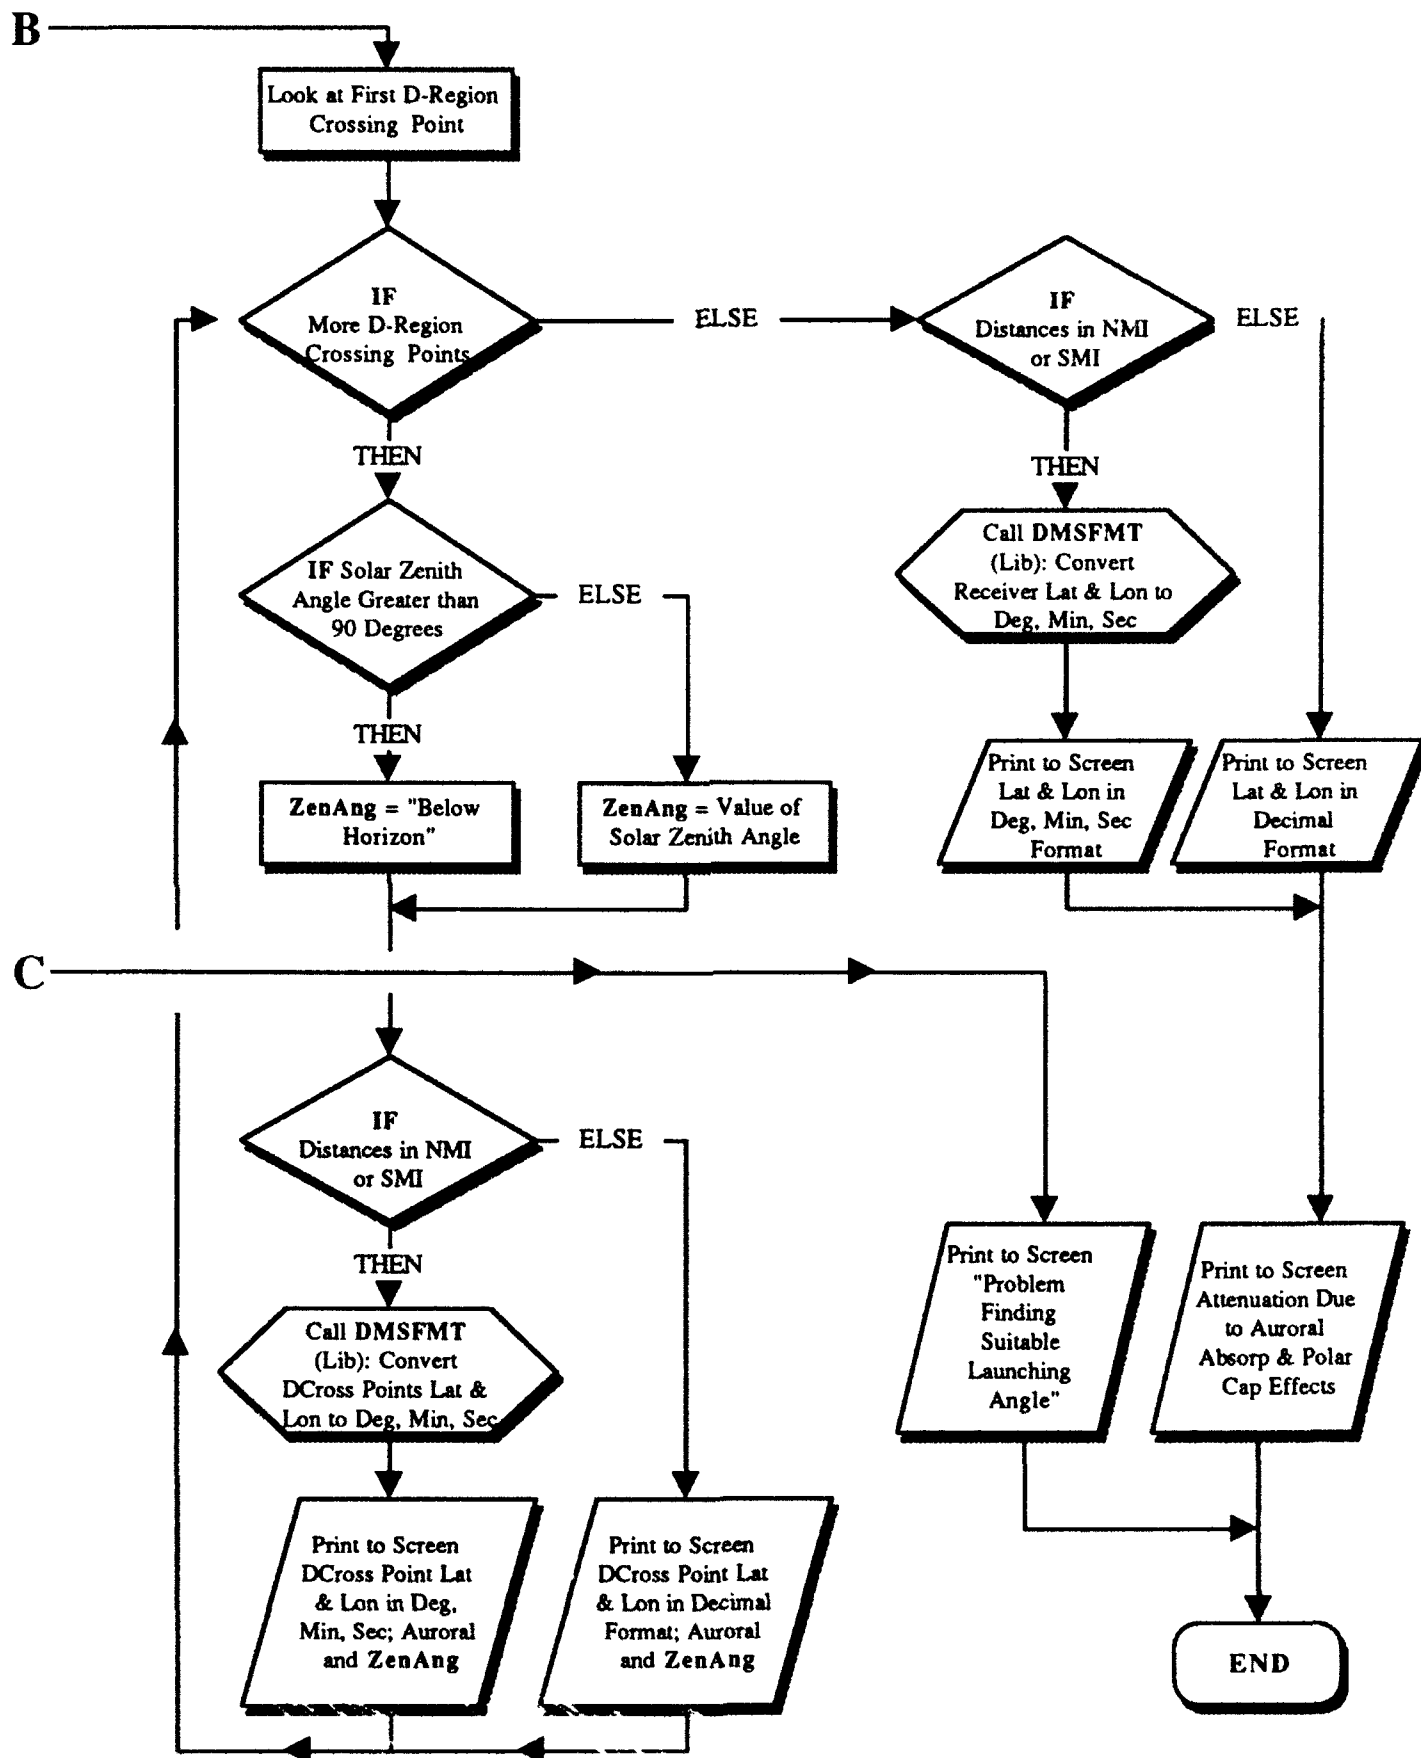 B
Look at First D-Region
Crossing Point
IF
More D-Region
Crossing Points
ELSE
IF
Distances in NMI
or SMI
ELSE
THEN
THEN
IF Solar Zenith
Angle Greater than
90 Degrees
ELSE
Call DMSFMT
(Lib): Convert
Receiver Lat & Lon to
Deg, Min, Sec
THEN
ZenAng = "Below
Horizon"
ZenAng = Value of
Solar Zenith Angle
Print to Screen
Lat & Lon in
Deg, Min, Sec
Format
Print to Screen
Lat & Lon in
Decimal
Format
C
IF
Distances in NMI
or SMI
ELSE
THEN
Call DMSFMT
(Lib): Convert
DCross Points Lat &
Lon to Deg, Min, Sec
Print to Screen
"Problem
Finding
Suitable
Launching
Angle"
Print to Screen
Attenuation Due
to Auroral
Absorp & Polar
Cap Effects
Print to Screen
DCross Point Lat
& Lon in Deg,
Min, Sec; Auroral
and ZenAng
Print to Screen
DCross Point Lat
& Lon in Decimal
Format; Auroral
and ZenAng
END